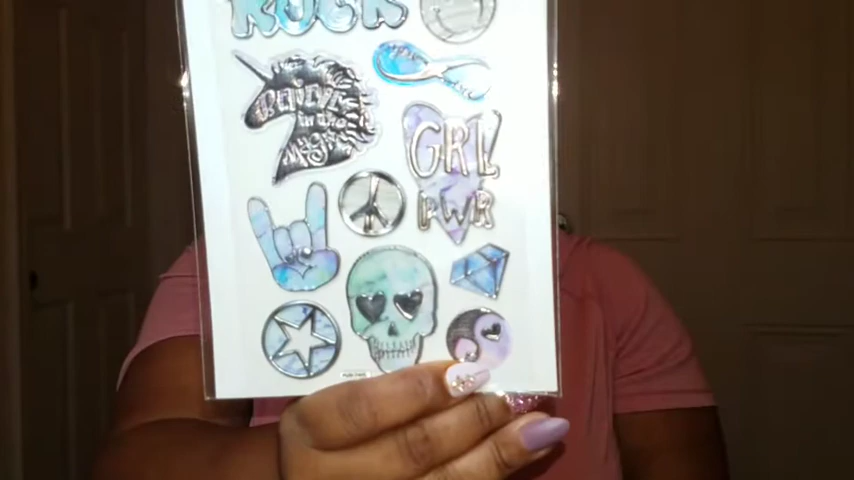 ROCK
Believe
in the
Magic
GRL
PWR